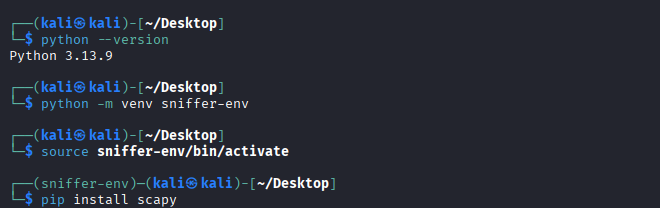 ┌──(kali㉿kali)-[~/Desktop]
└─$ python --version
Python 3.13.9
┌──(kali㉿kali)-[~/Desktop]
└─$ python -m venv sniffer-env
┌──(kali㉿kali)-[~/Desktop]
└─$ source sniffer-env/bin/activate
┌──(sniffer-env)─(kali㉿kali)-[~/Desktop]
└─$ pip install scapy